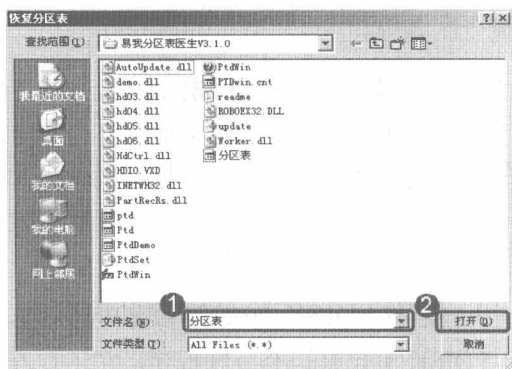 恢复分区表
查找范围(I): 易我分区表医生V3.1.0
我最近的文档
桌面
我的文档
我的电脑
网上邻居
AutoUpdate.dll
demo.dll
hd03.dll
hd04.dll
hd05.dll
hd06.dll
HdCtrl.dll
HDIO.VXD
INETWH32.dll
PartRecRs.dll
ptd
Ptd
PtdDemo
PtdSet
PtdWin
PtdWin
PTDwin.cnt
readme
ROBOEX32.DLL
update
Worker.dll
分区表
1
2
文件名(N): 分区表 打开(O)
文件类型(T): All Files (*.*) 取消